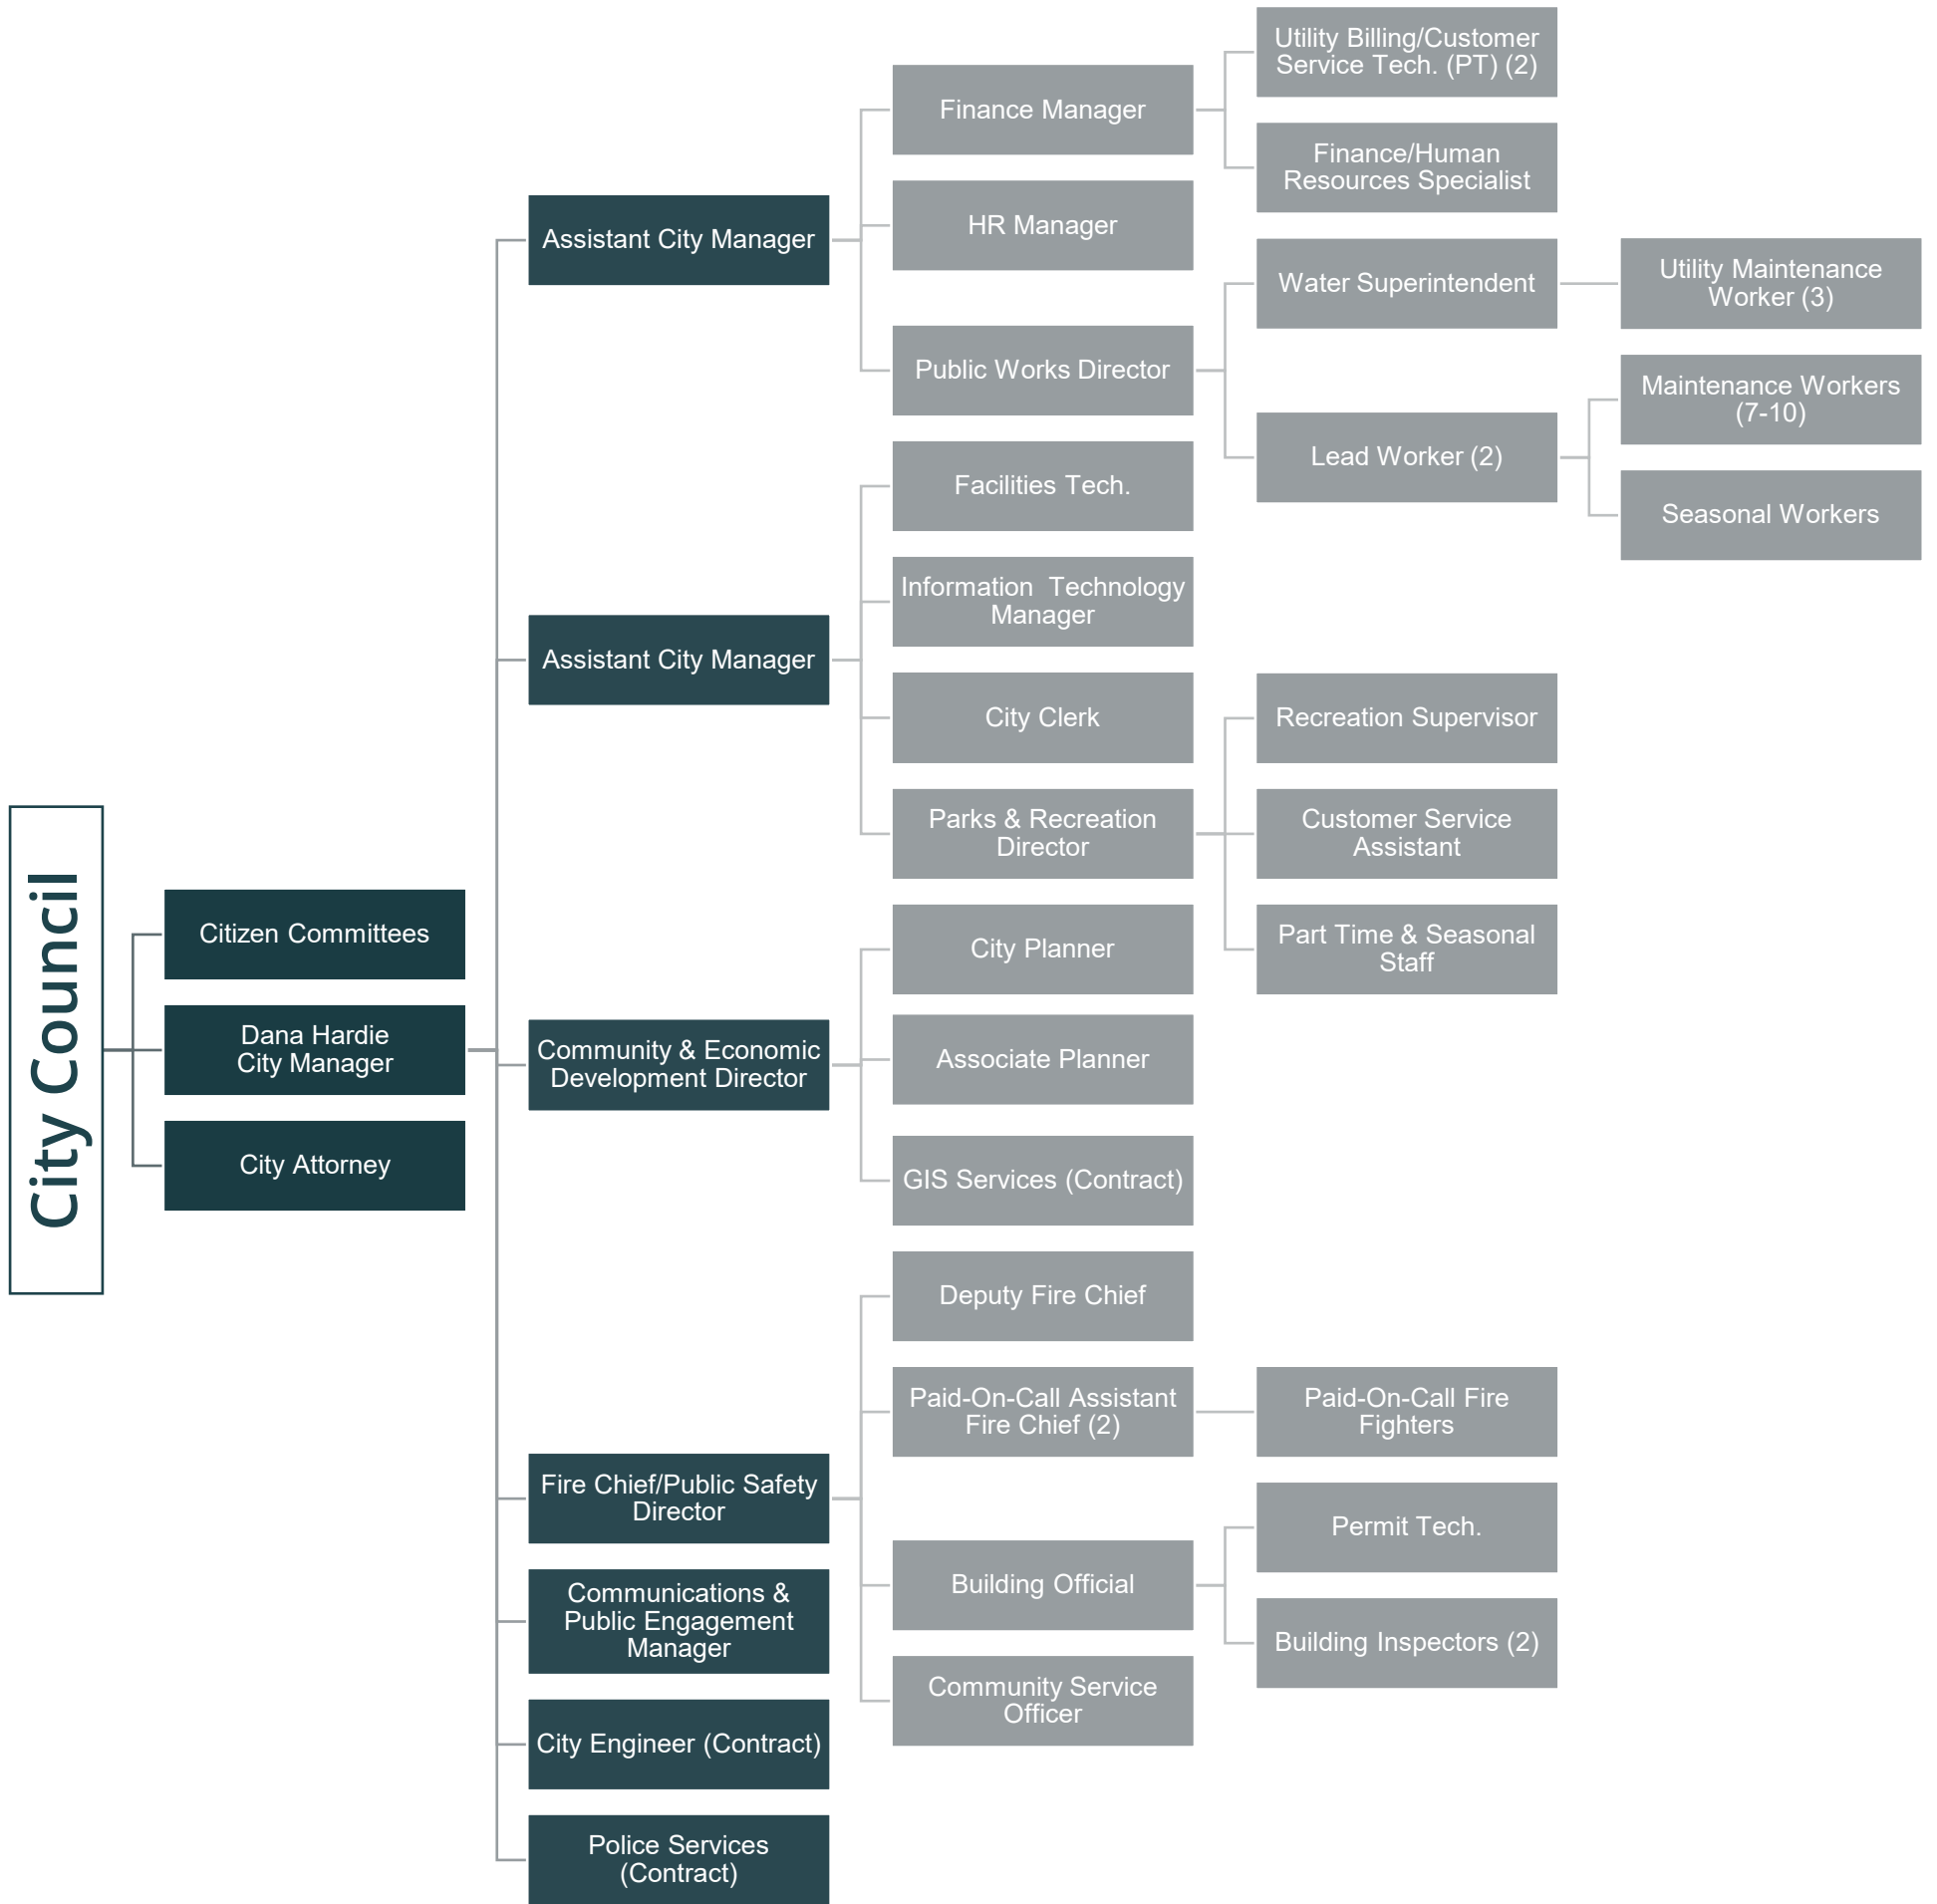 City Council
Citizen Committees
Dana Hardie
City Manager
City Attorney
Assistant City Manager
Finance Manager
Utility Billing/Customer
Service Tech. (PT) (2)
Finance/Human
Resources Specialist
HR Manager
Public Works Director
Water Superintendent
Utility Maintenance
Worker (3)
Lead Worker (2)
Maintenance Workers
(7-10)
Seasonal Workers
Assistant City Manager
Facilities Tech.
Information  Technology
Manager
City Clerk
Parks & Recreation
Director
Recreation Supervisor
Customer Service
Assistant
Part Time & Seasonal
Staff
Community & Economic
Development Director
City Planner
Associate Planner
GIS Services (Contract)
Fire Chief/Public Safety
Director
Deputy Fire Chief
Paid-On-Call Assistant
Fire Chief (2)
Paid-On-Call Fire
Fighters
Building Official
Permit Tech.
Building Inspectors (2)
Community Service
Officer
Communications &
Public Engagement
Manager
City Engineer (Contract)
Police Services
(Contract)